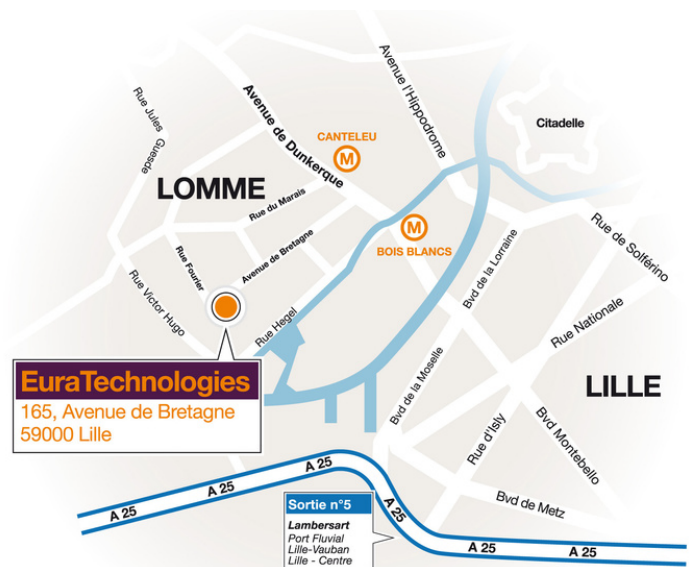 Avenue l'Hippodrome
Rue Jules Guesde
Avenue de Dunkerque
Citadelle
CANTELEU
M
LOMME
Rue du Marais
M
BOIS BLANCS
Rue de Solférino
Bvd de la Lorraine
Avenue de Bretagne
Rue Fourier
Rue Victor Hugo
Rue Hegel
Rue Nationale
EuraTechnologies
165, Avenue de Bretagne
59000 Lille
LILLE
Bvd de la Moselle
Rue d'Isly
Bvd Montebello
Bvd de Metz
A 25
A 25
A 25
A 25
A 25
A 25
Sortie n°5
Lambersart
Port Fluvial
Lille-Vauban
Lille - Centre